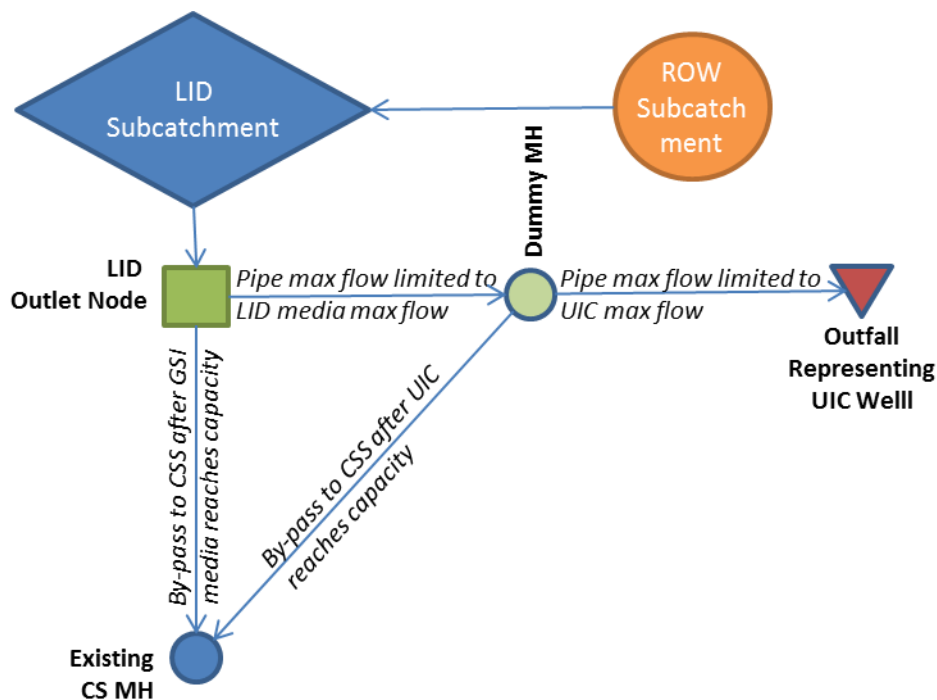 LID
Subcatchment
ROW
Subcatch
ment
Dummy MH
LID
Outlet Node
Pipe max flow limited to
LID media max flow
Pipe max flow limited to
UIC max flow
Outfall
Representing
UIC Welll
By-pass to CSS after GSI
media reaches capacity
By-pass to CSS after UIC
reaches capacity
Existing
CS MH